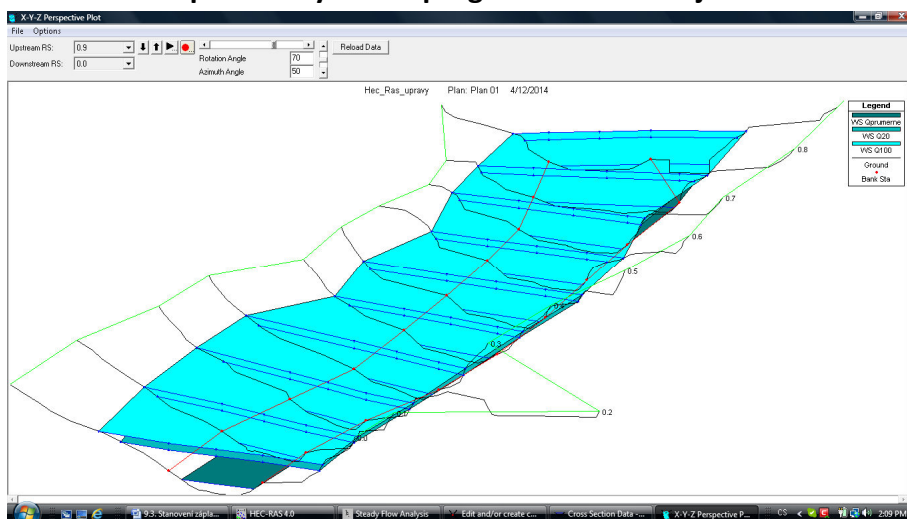 X-Y-Z Perspective Plot
File Options
Upstream RS: 0.9
Downstream RS: 0.0
Rotation Angle 70
Azimuth Angle 50
Reload Data
Hec_Ras_upravy Plan: Plan 01 4/12/2014
Legend
WS Qprumerne
WS Q20
WS Q100
Ground
Bank Sta
0.8
0.7
0.6
0.5
0.4
0.3
0.2
0.1
0.0
9.3. Stanovení zápla...
HEC-RAS 4.0
Steady Flow Analysis
Edit and/or create c...
Cross Section Data -...
X-Y-Z Perspective P...
CS
2:09 PM